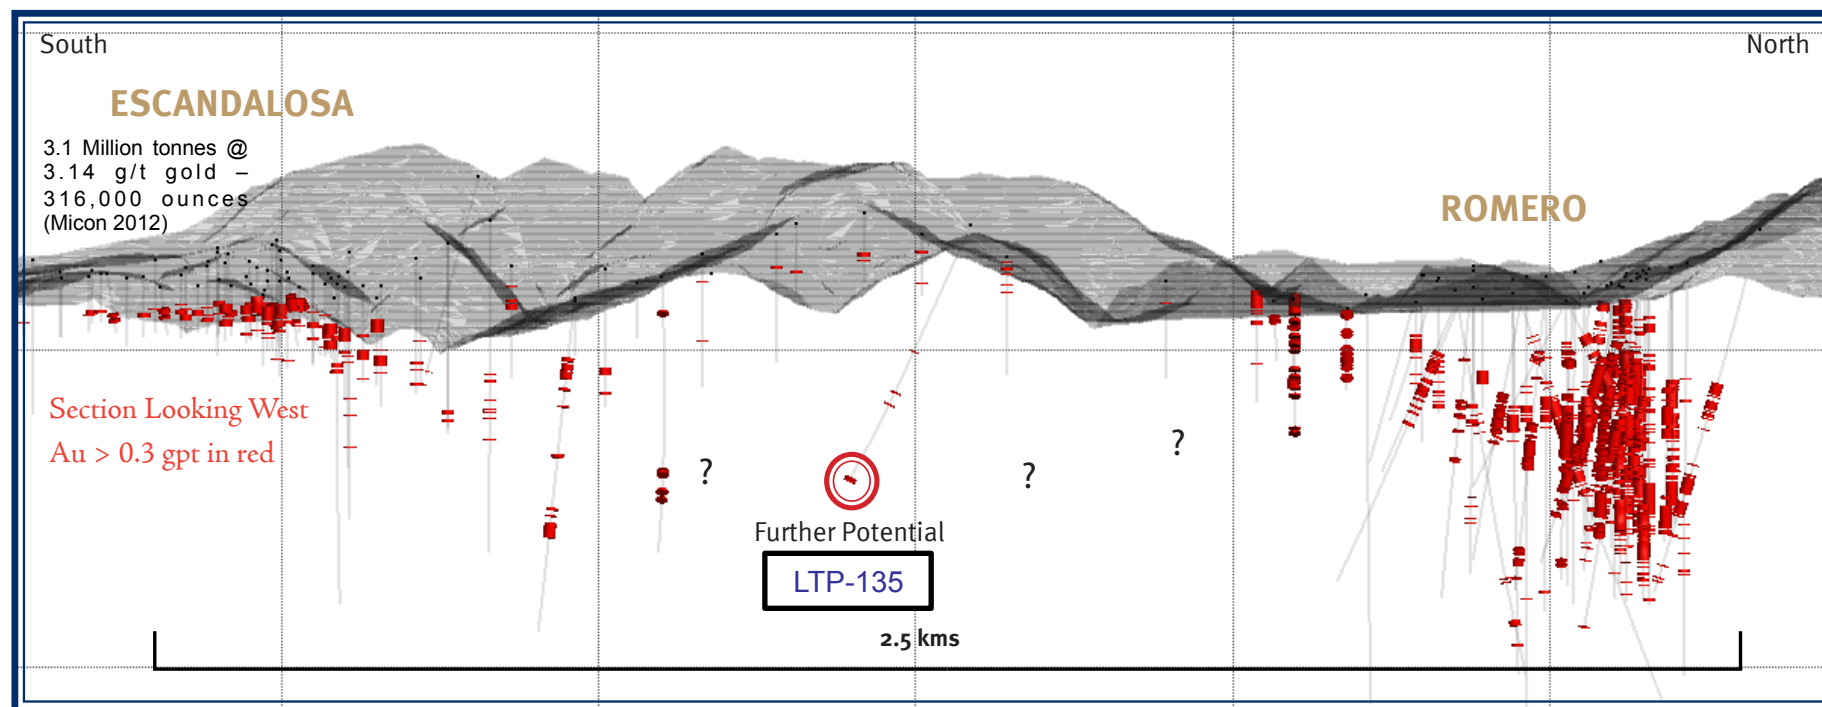 South
North
ESCANDALOSA
3.1 Million tonnes @
3.14 g/t gold –
316,000 ounces
(Micon 2012)
ROMERO
Section Looking West
Au > 0.3 gpt in red
?
?
?
Further Potential
LTP-135
2.5 kms